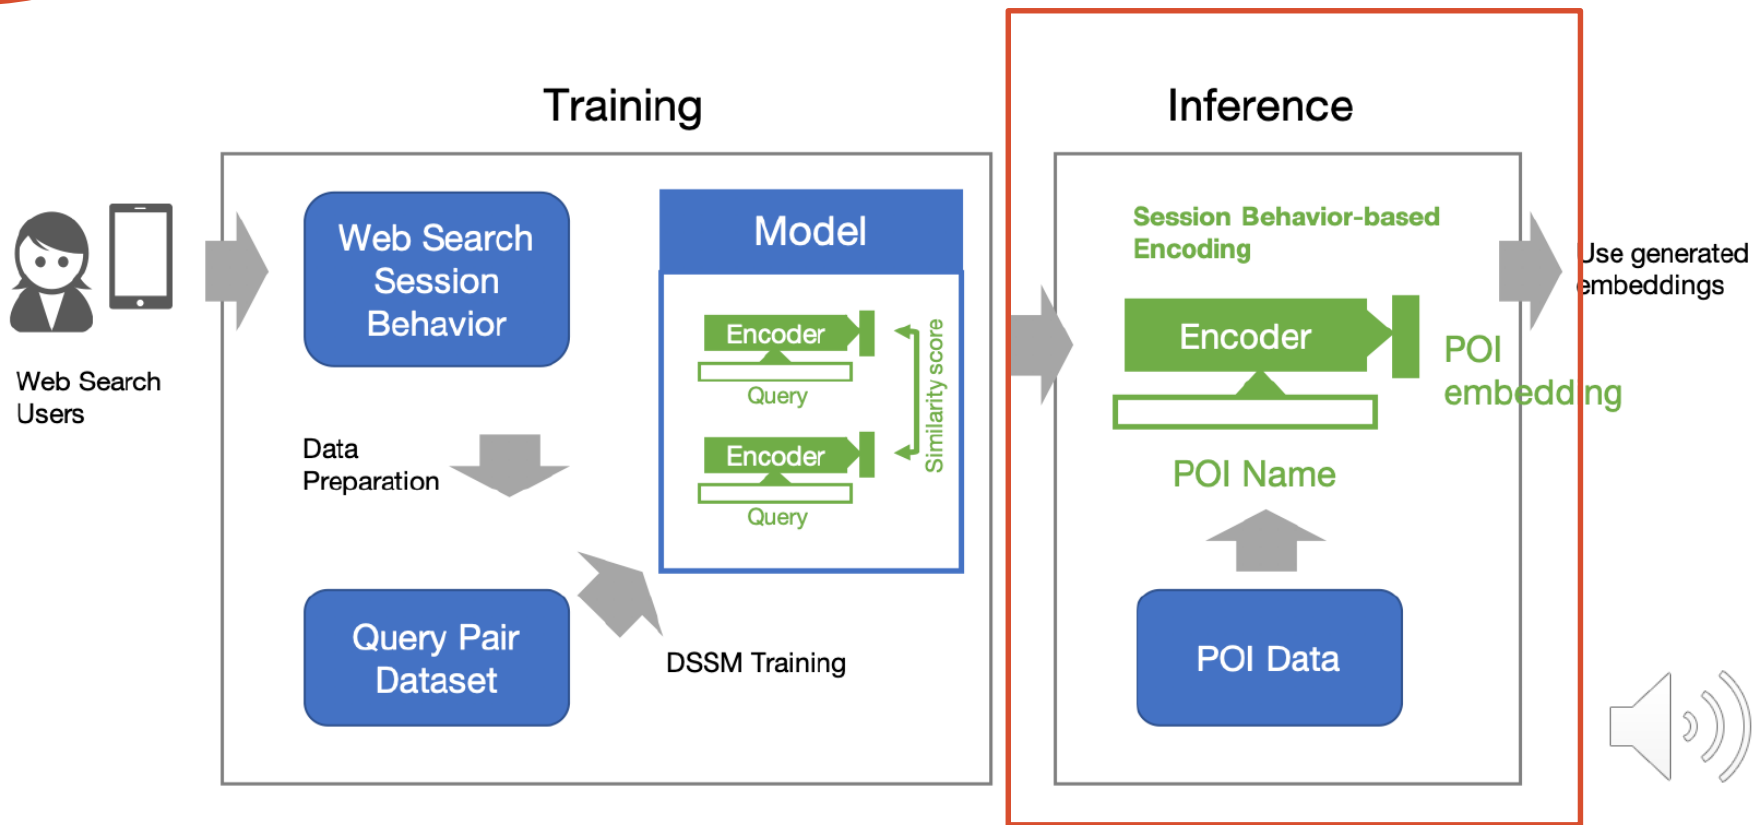 Training
Inference
Web Search
Users
Web Search
Session
Behavior
Data
Preparation
Query Pair
Dataset
DSSM Training
Model
Encoder
Query
Encoder
Query
Similarity score
Session Behavior-based
Encoding
Encoder
POI
embedding
POI Name
POI Data
Use generated
embeddings